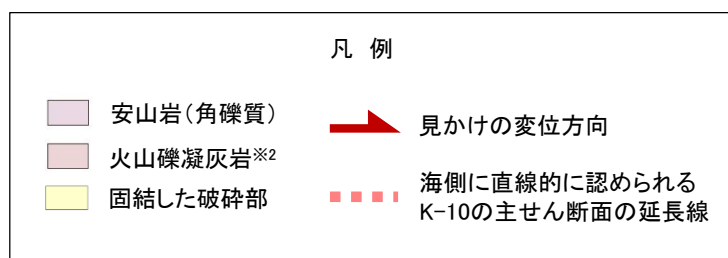 凡 例
安山岩(角礫質)
火山礫凝灰岩※2
固結した破砕部
見かけの変位方向
海側に直線的に認められる
K-10の主せん断面の延長線